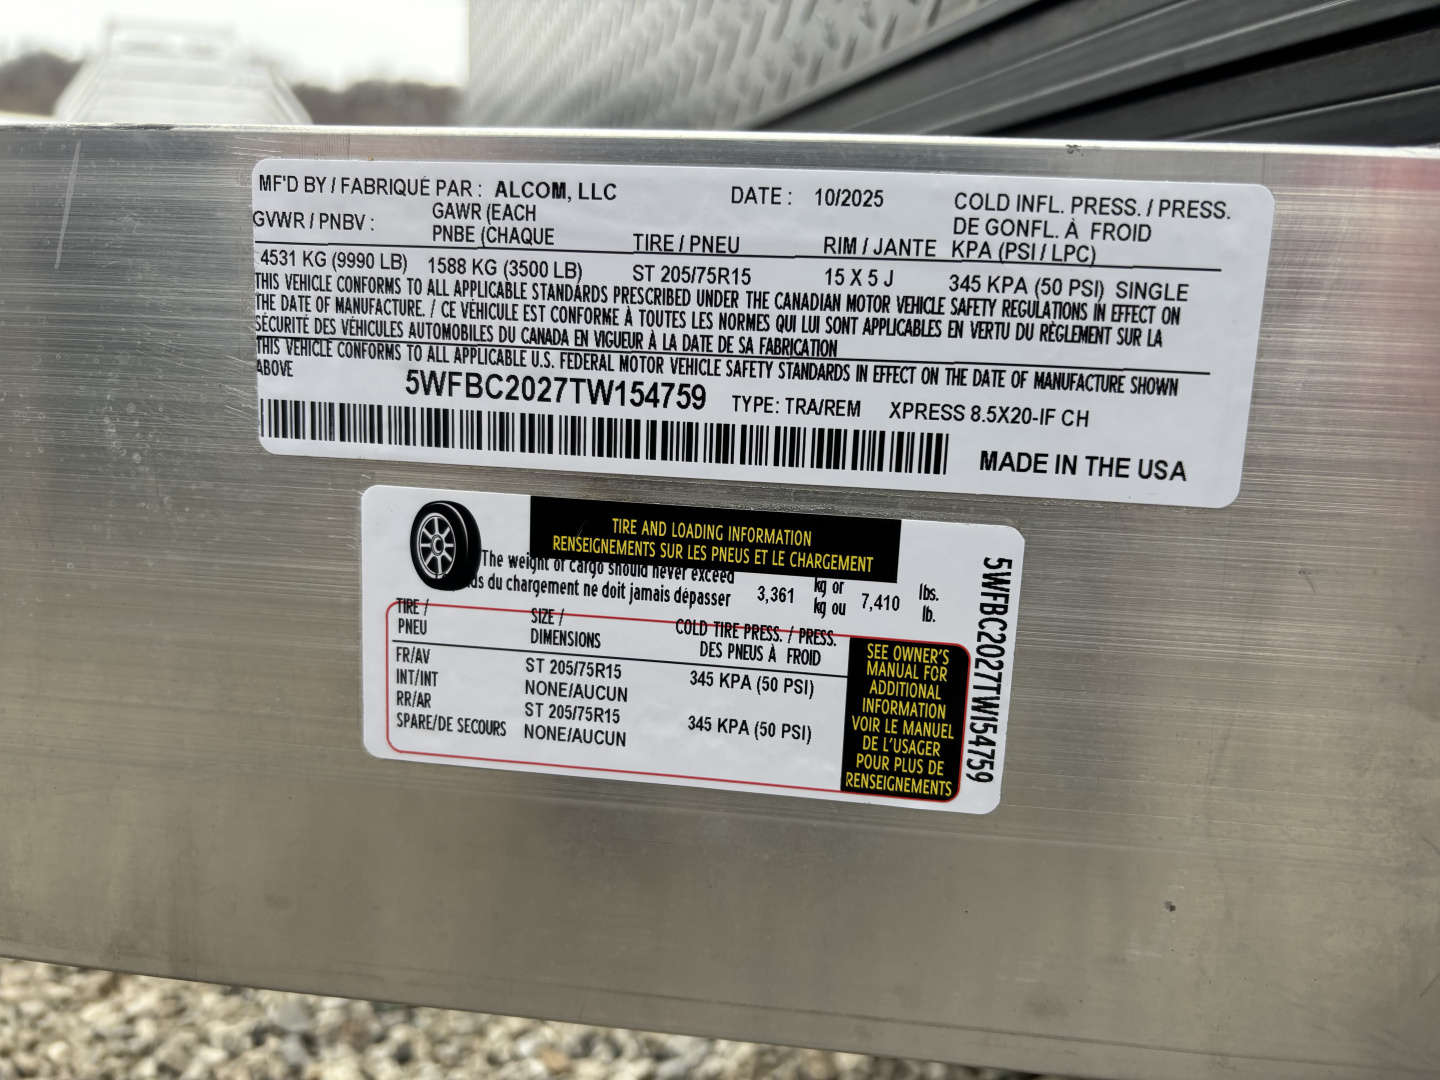 MF'D BY / FABRIQUÉ PAR : ALCOM, LLC DATE : 10/2025 COLD INFL. PRESS. / PRESS.
GVWR / PNBV : GAWR (EACH DE GONFL. À FROID
PNBE (CHAQUE TIRE / PNEU RIM / JANTE KPA (PSI / LPC)
4531 KG (9990 LB) 1588 KG (3500 LB) ST 205/75R15 15 X 5 J 345 KPA (50 PSI) SINGLE
THIS VEHICLE CONFORMS TO ALL APPLICABLE STANDARDS PRESCRIBED UNDER THE CANADIAN MOTOR VEHICLE SAFETY REGULATIONS IN EFFECT ON
THE DATE OF MANUFACTURE. / CE VÉHICULE EST CONFORME À TOUTES LES NORMES QUI LUI SONT APPLICABLES EN VERTU DU RÈGLEMENT SUR LA
SÉCURITÉ DES VÉHICULES AUTOMOBILES DU CANADA EN VIGUEUR À LA DATE DE SA FABRICATION
THIS VEHICLE CONFORMS TO ALL APPLICABLE U.S. FEDERAL MOTOR VEHICLE SAFETY STANDARDS IN EFFECT ON THE DATE OF MANUFACTURE SHOWN
ABOVE
5WFBC2027TW154759 TYPE: TRA/REM XPRESS 8.5X20-IF CH
MADE IN THE USA
TIRE AND LOADING INFORMATION
RENSEIGNEMENTS SUR LES PNEUS ET LE CHARGEMENT
The weight of cargo should never exceed kg or lbs.
ds du chargement ne doit jamais dépasser 3,361 kg ou 7,410 lb.
TIRE / SIZE / COLD TIRE PRESS. / PRESS.
PNEU DIMENSIONS DES PNEUS À FROID
FR/AV ST 205/75R15 345 KPA (50 PSI)
INT/INT NONE/AUCUN
RR/AR ST 205/75R15 345 KPA (50 PSI)
SPARE/DE SECOURS NONE/AUCUN
SEE OWNER'S
MANUAL FOR
ADDITIONAL
INFORMATION
VOIR LE MANUEL
DE L'USAGER
POUR PLUS DE
RENSEIGNEMENTS
5WFBC2027TW154759